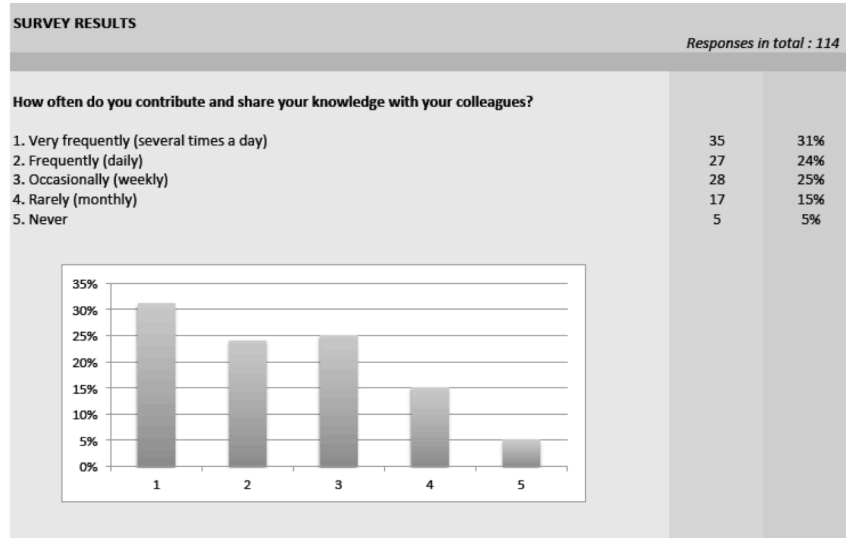 SURVEY RESULTS
Responses in total : 114
How often do you contribute and share your knowledge with your colleagues?
1. Very frequently (several times a day) 35 31%
2. Frequently (daily) 27 24%
3. Occasionally (weekly) 28 25%
4. Rarely (monthly) 17 15%
5. Never 5 5%
35%
30%
25%
20%
15%
10%
5%
0%
1 2 3 4 5